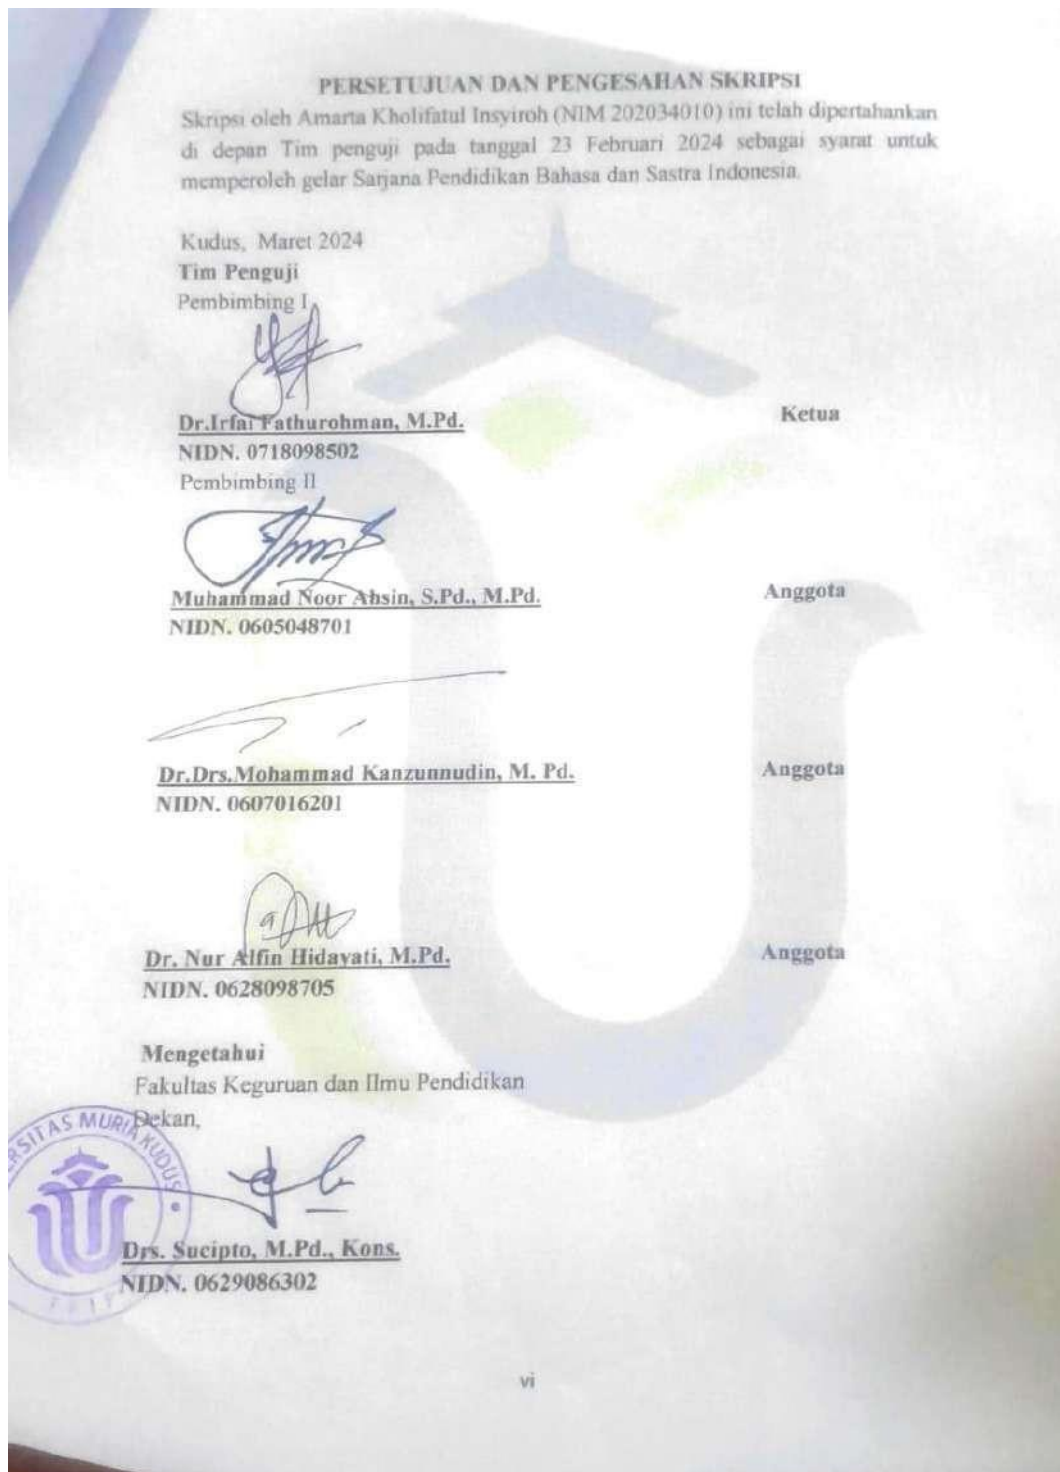 PERSETUJUAN DAN PENGESAHAN SKRIPSI
Skripsi oleh Amarta Kholifatul Insyiroh (NIM 202034010) ini telah dipertahankan
di depan Tim penguji pada tanggal 23 Februari 2024 sebagai syarat untuk
memperoleh gelar Sarjana Pendidikan Bahasa dan Sastra Indonesia.
Kudus, Maret 2024
Tim Penguji
Pembimbing I
Dr.Irfai Fathurohman, M.Pd. Ketua
NIDN. 0718098502
Pembimbing II
Muhammad Noor Ahsin, S.Pd., M.Pd. Anggota
NIDN. 0605048701
Dr.Drs.Mohammad Kanzunnudin, M. Pd. Anggota
NIDN. 0607016201
Dr. Nur Alfin Hidayati, M.Pd. Anggota
NIDN. 0628098705
Mengetahui
Fakultas Keguruan dan Ilmu Pendidikan
Dekan,
MURIA KUDUS
Drs. Sucipto, M.Pd., Kons.
NIDN. 0629086302
vi